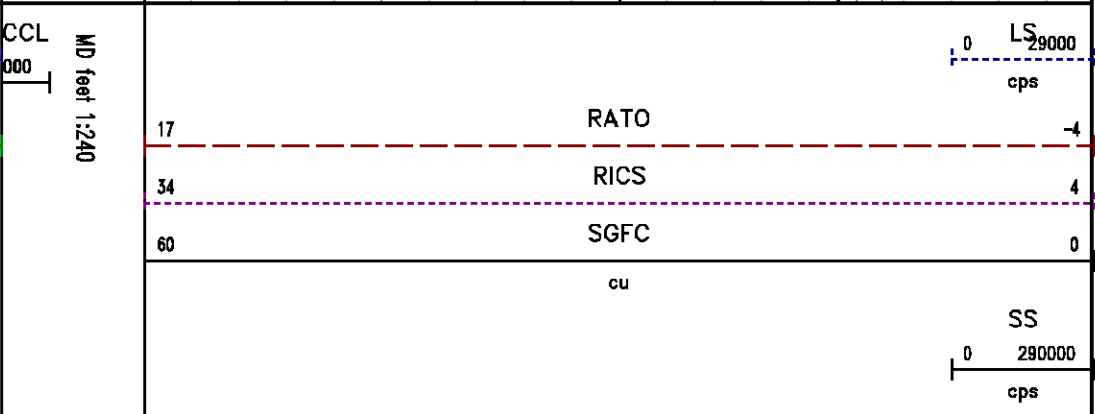 CCL
000
MD feet 1:240
LS
0 29000
cps
RATO
17 -4
RICS
34 4
SGFC
60 0
cu
SS
0 290000
cps